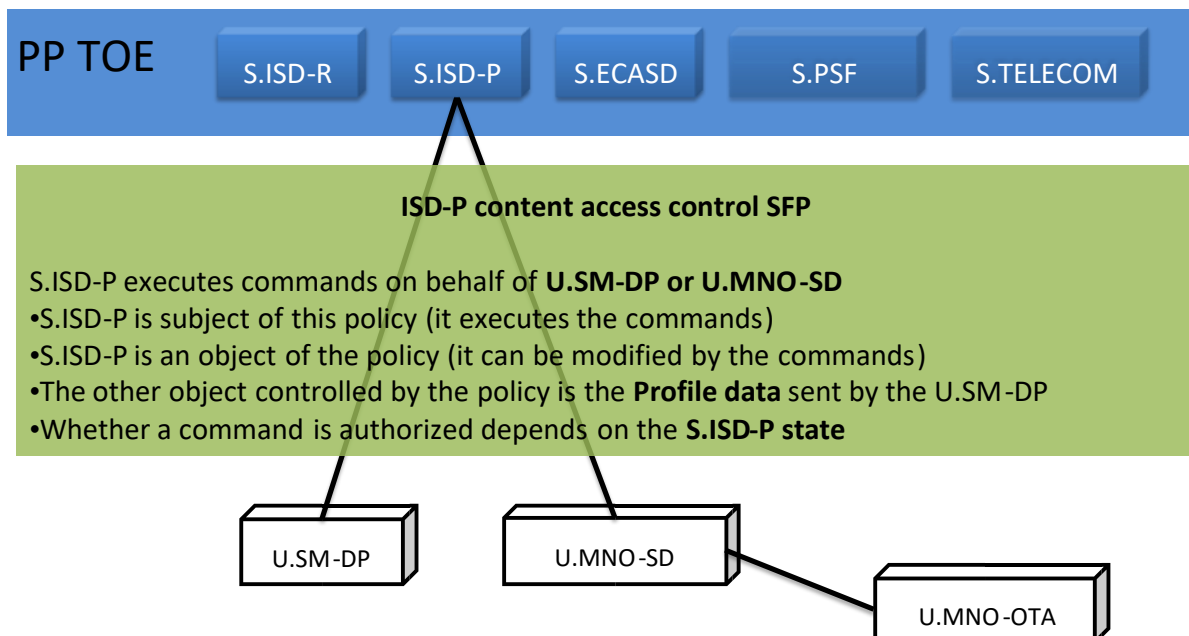 PP TOE
S.ISD-R
S.ISD-P
S.ECASD
S.PSF
S.TELECOM
ISD-P content access control SFP
S.ISD-P executes commands on behalf of U.SM-DP or U.MNO-SD
•S.ISD-P is subject of this policy (it executes the commands)
•S.ISD-P is an object of the policy (it can be modified by the commands)
•The other object controlled by the policy is the Profile data sent by the U.SM-DP
•Whether a command is authorized depends on the S.ISD-P state
U.SM-DP
U.MNO-SD
U.MNO-OTA